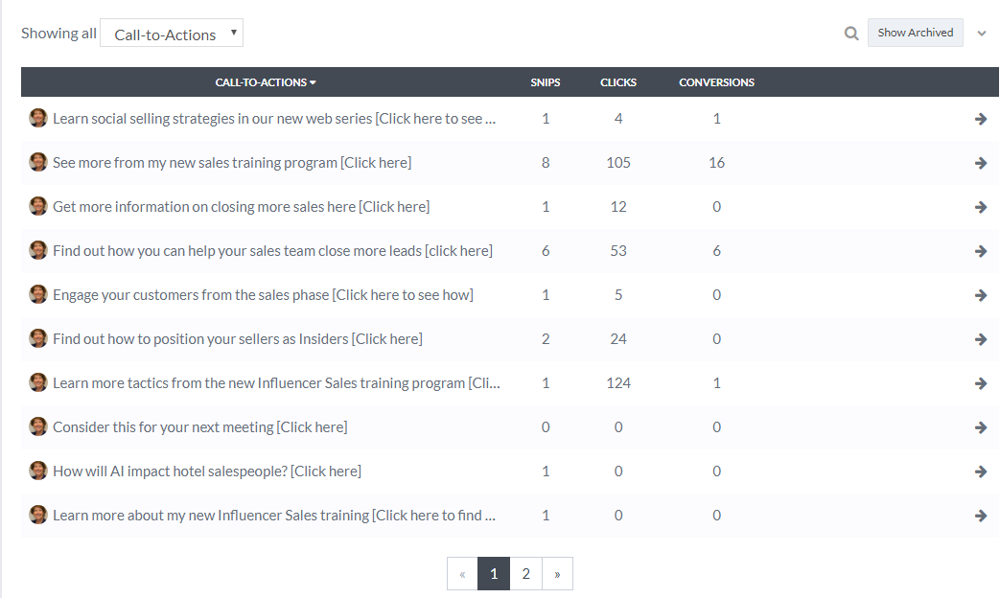 Showing all Call-to-Actions Show Archived
CALL-TO-ACTIONS SNIPS CLICKS CONVERSIONS
Learn social selling strategies in our new web series [Click here to see ... 1 4 1
See more from my new sales training program [Click here] 8 105 16
Get more information on closing more sales here [Click here] 1 12 0
Find out how you can help your sales team close more leads [click here] 6 53 6
Engage your customers from the sales phase [Click here to see how] 1 5 0
Find out how to position your sellers as Insiders [Click here] 2 24 0
Learn more tactics from the new Influencer Sales training program [Cli... 1 124 1
Consider this for your next meeting [Click here] 0 0 0
How will AI impact hotel salespeople? [Click here] 1 0 0
Learn more about my new Influencer Sales training [Click here to find ... 1 0 0
« 1 2 »